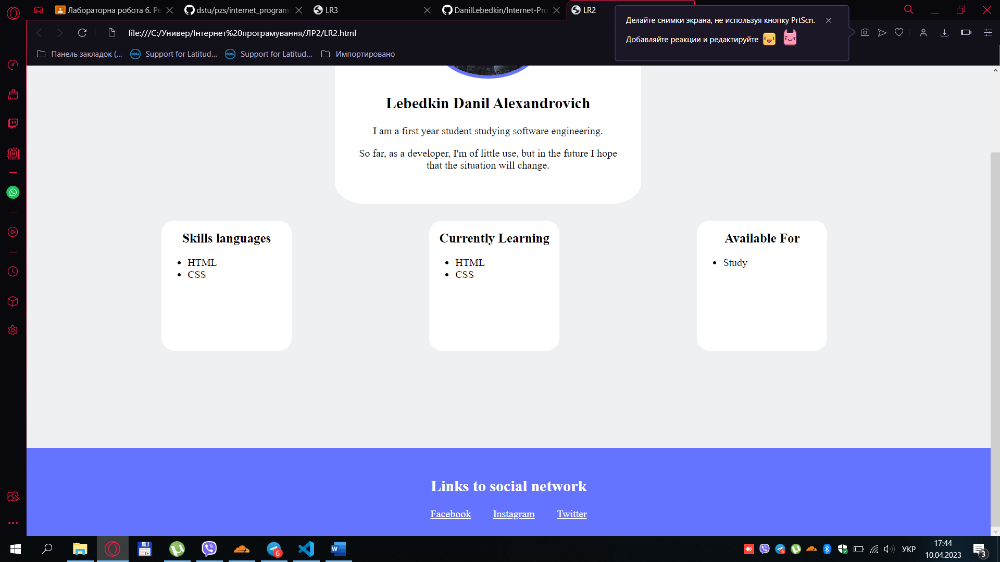 Лабораторна робота 6. Ре
dstu/pzs/internet_program
LR3
DanilLebedkin/Internet-Pro
LR2
Делайте снимки экрана, не используя кнопку PrtScn.
Добавляйте реакции и редактируйте
file:///C:/Универ/Інтернет%20програмування/ЛР2/LR2.html
Панель закладок (...
DELL
Support for Latitud...
DELL
Support for Latitud...
Импортировано
Lebedkin Danil Alexandrovich
I am a first year student studying software engineering.
So far, as a developer, I'm of little use, but in the future I hope
that the situation will change.
Skills languages
• HTML
• CSS
Currently Learning
• HTML
• CSS
Available For
• Study
Links to social network
Facebook
Instagram
Twitter
64
6
W
6
УКР
17:44
10.04.2023
3